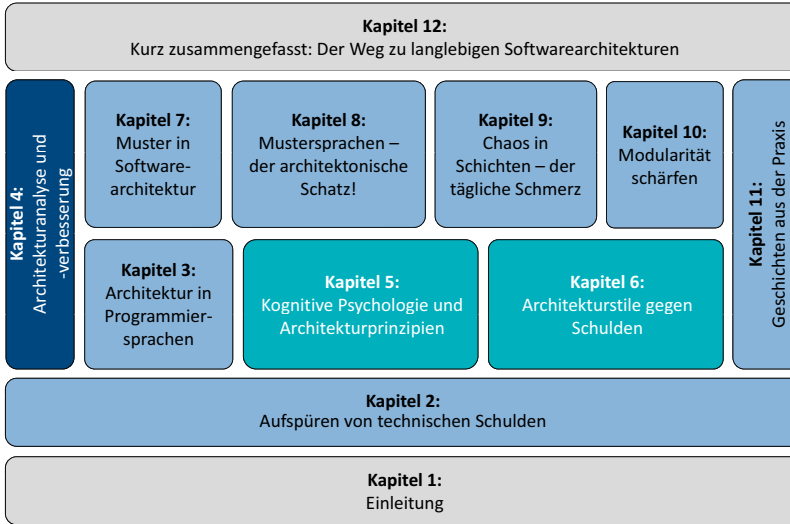 Kapitel 12:
Kurz zusammengefasst: Der Weg zu langlebigen Softwarearchitekturen
Kapitel 4:
Architekturanalyse und
-verbesserung
Kapitel 7:
Muster in
Software-
architektur
Kapitel 8:
Mustersprachen –
der architektonische
Schatz!
Kapitel 9:
Chaos in
Schichten – der
tägliche Schmerz
Kapitel 10:
Modularität
schärfen
Kapitel 11:
Geschichten aus der Praxis
Kapitel 3:
Architektur in
Programmier-
sprachen
Kapitel 5:
Kognitive Psychologie und
Architekturprinzipien
Kapitel 6:
Architekturstile gegen
Schulden
Kapitel 2:
Aufspüren von technischen Schulden
Kapitel 1:
Einleitung